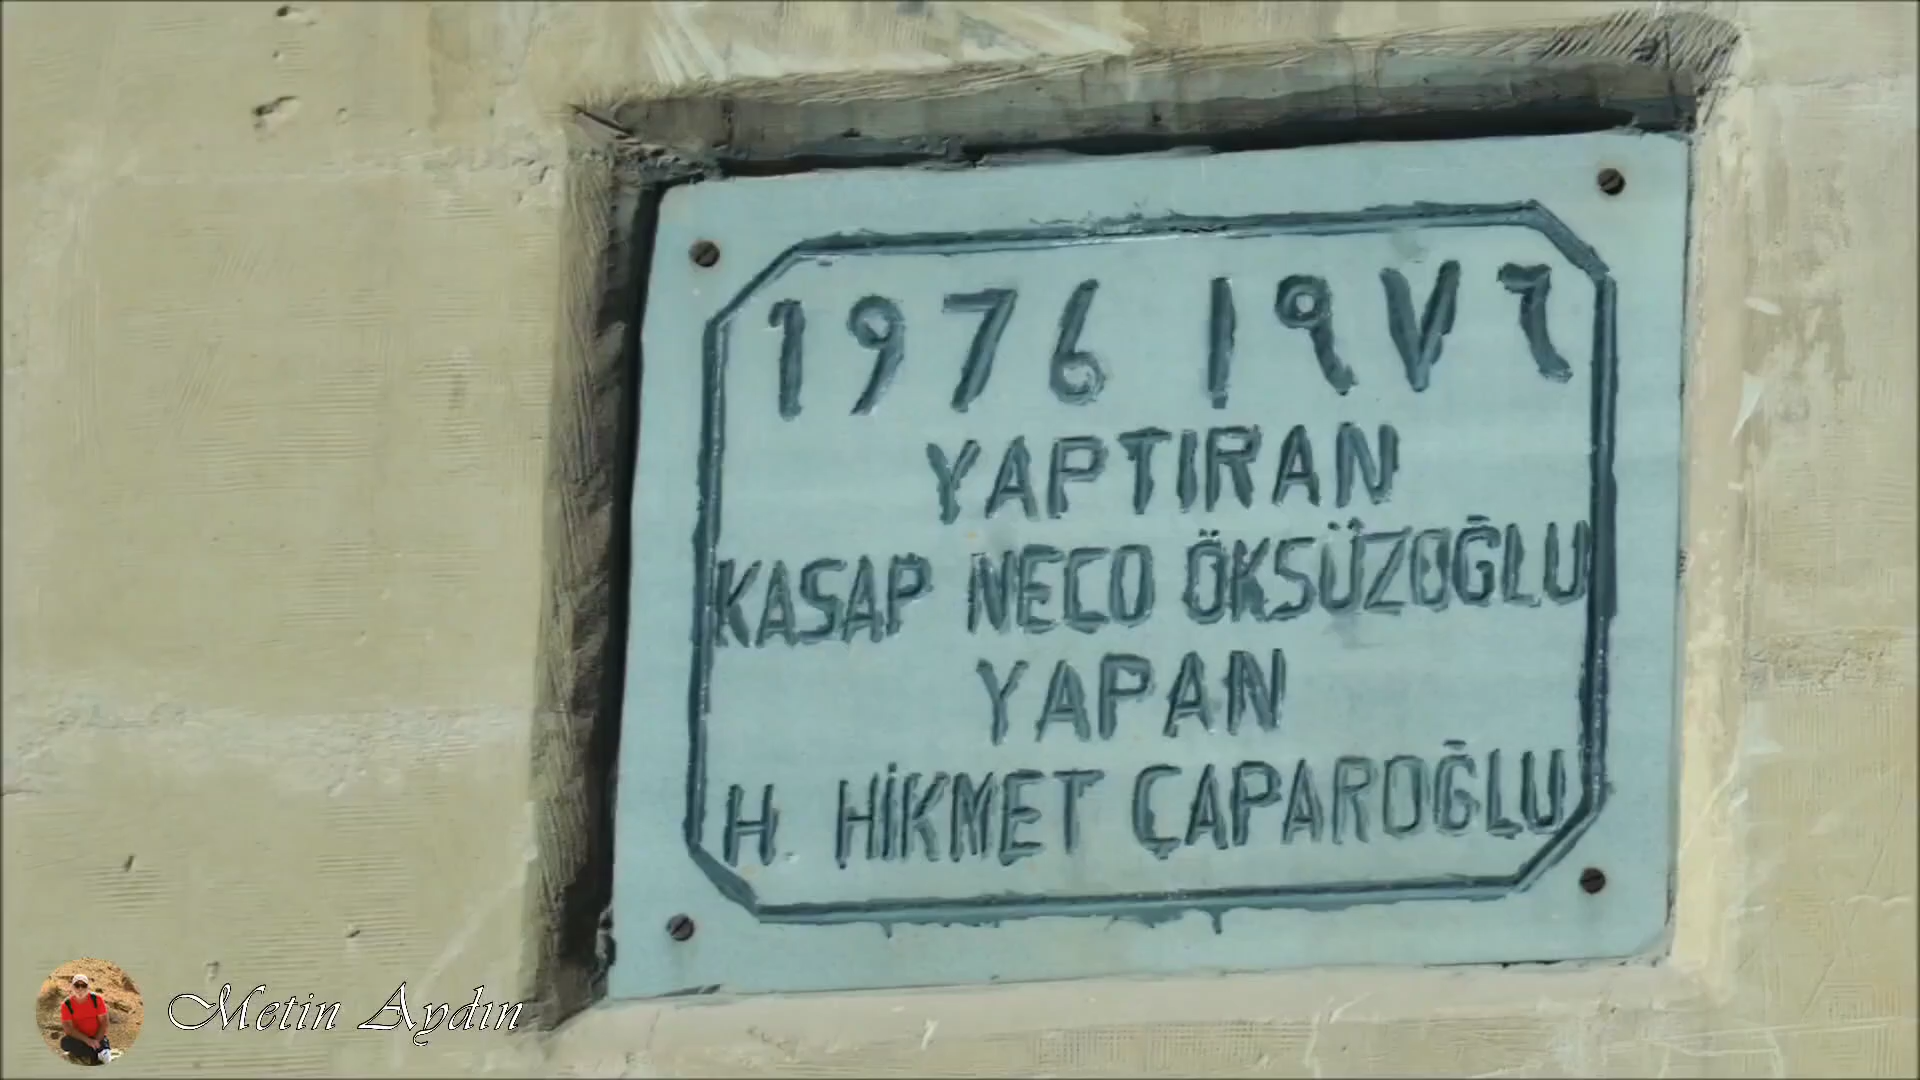 1976 ١٩٧٦
YAPTIRAN
KASAP NECO ÖKSÜZOĞLU
YAPAN
H. HİKMET ÇAPAROĞLU
Metin Aydın